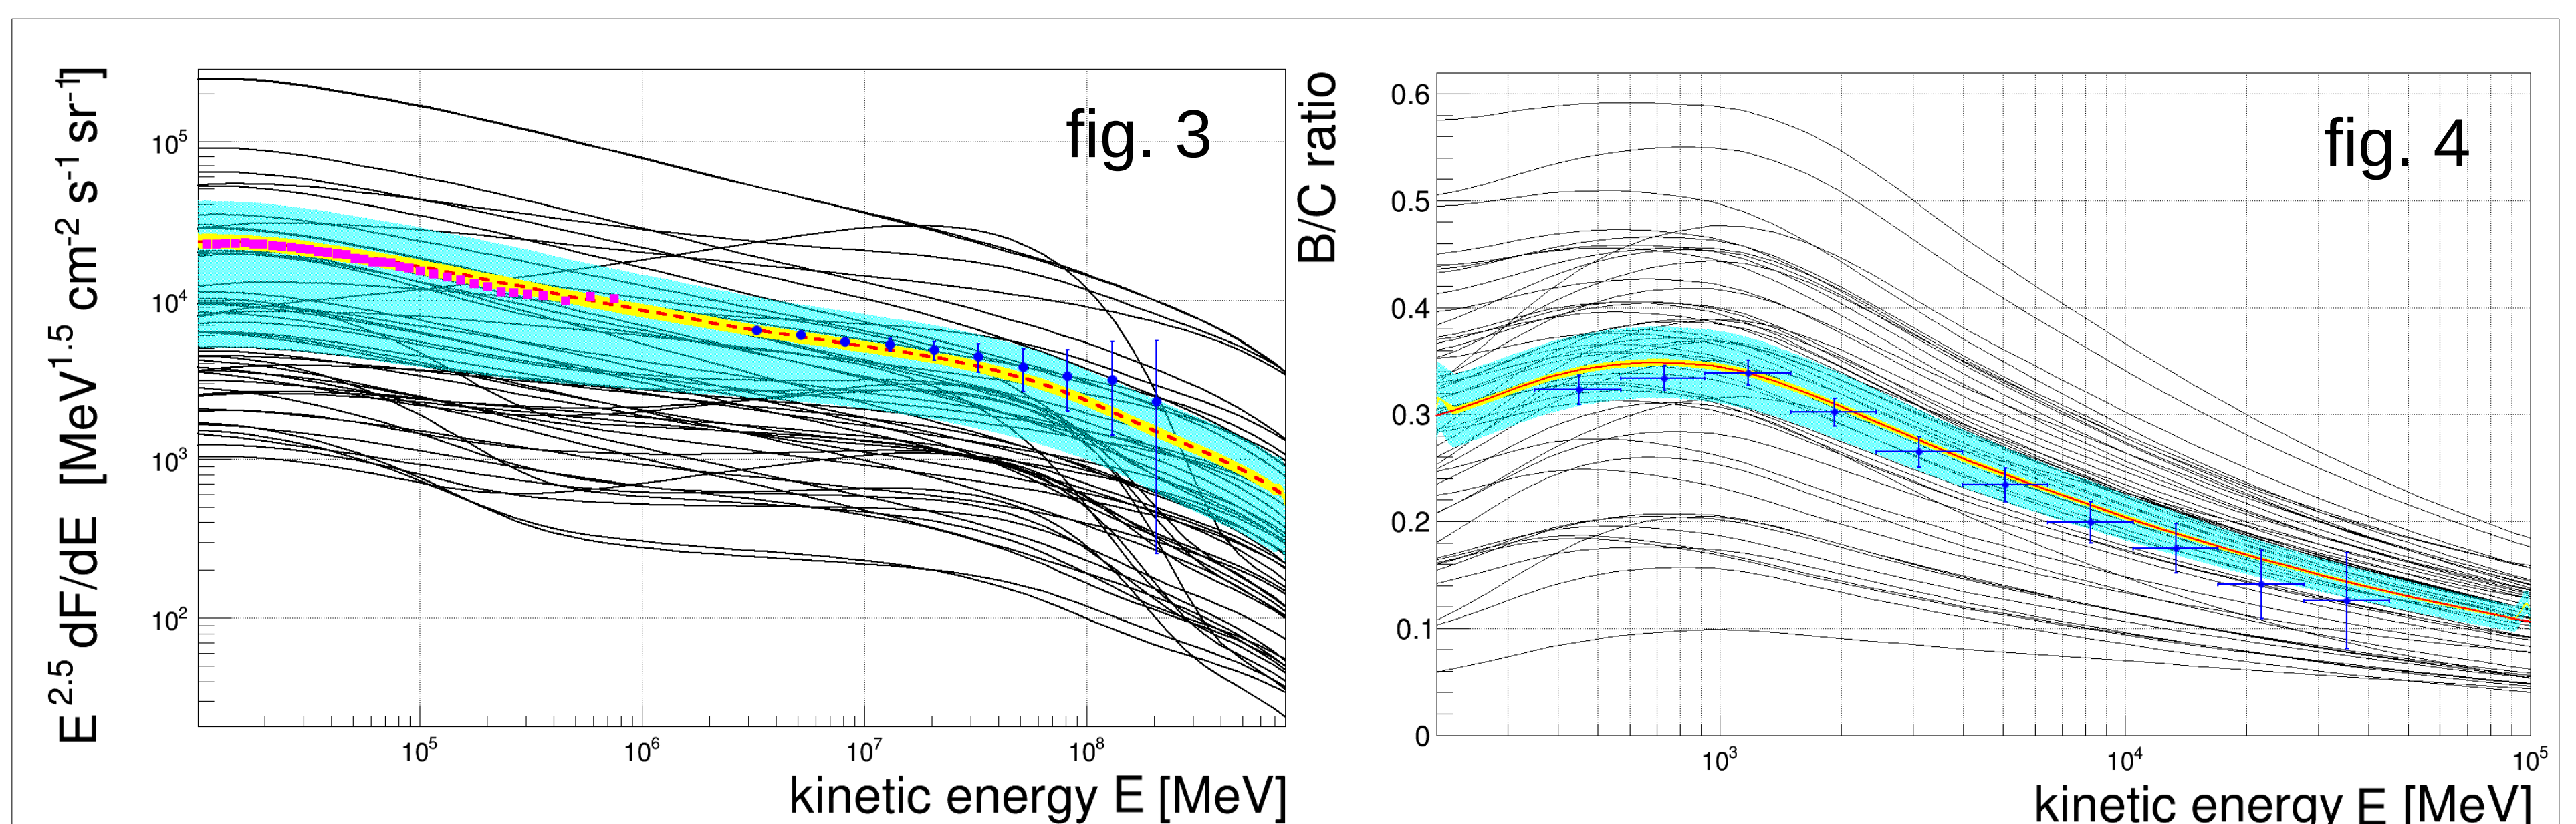 E^2.5 dF/dE [MeV^1.5 cm^-2 s^-1 sr^-1]
10^5
10^4
10^3
10^2
fig. 3
10^5 10^6 10^7 10^8
kinetic energy E [MeV]
B/C ratio
0.6
0.5
0.4
0.3
0.2
0.1
0
fig. 4
10^3 10^4 10^5
kinetic energy E [MeV]